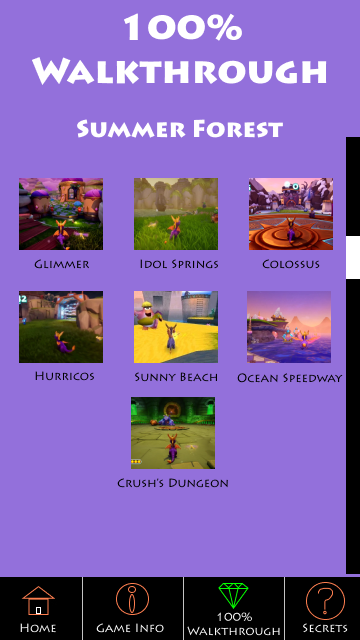 100%
Walkthrough
Summer Forest
Glimmer
Idol Springs
Colossus
Hurricos
Sunny Beach
Ocean Speedway
Crush's Dungeon
Home
Game Info
100%
Walkthrough
Secrets